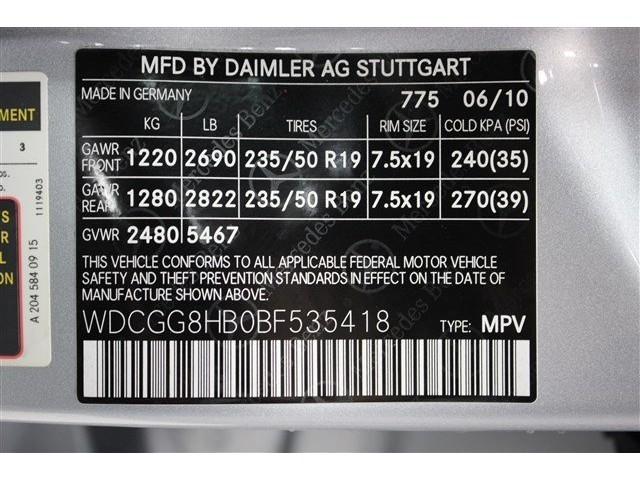 MFD BY DAIMLER AG STUTTGART
MADE IN GERMANY 775 06/10
KG LB TIRES RIM SIZE COLD KPA (PSI)
GAWR FRONT 1220 2690 235/50 R19 7.5x19 240(35)
GAWR REAR 1280 2822 235/50 R19 7.5x19 270(39)
GVWR 2480 5467
THIS VEHICLE CONFORMS TO ALL APPLICABLE FEDERAL MOTOR VEHICLE
SAFETY AND THEFT PREVENTION STANDARDS IN EFFECT ON THE DATE OF
MANUFACTURE SHOWN ABOVE.
WDCGG8HB0BF535418 TYPE: MPV
A 204 584 09 15
1119403
3